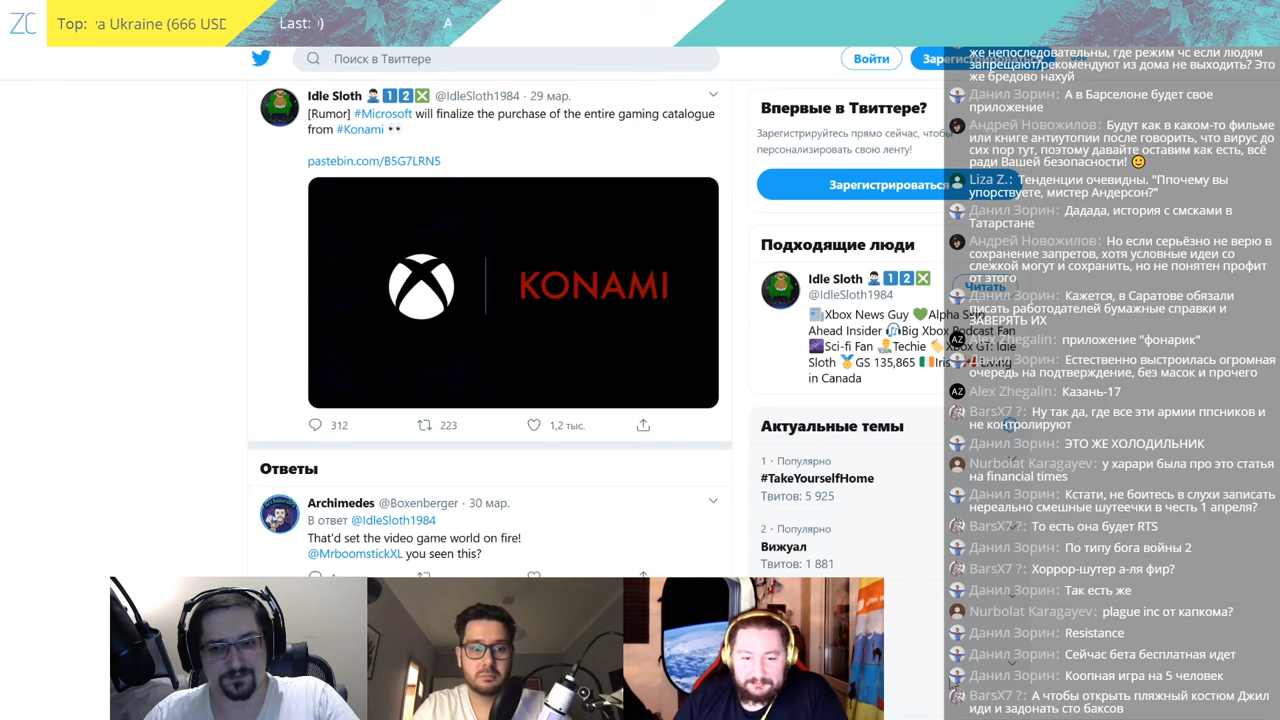 ZC
Top: va Ukraine (666 USD
Last: )
A
Поиск в Твиттере
Войти
Idle Sloth 1 2 @IdleSloth1984 · 29 мар.
[Rumor] #Microsoft will finalize the purchase of the entire gaming catalogue
from #Konami
pastebin.com/B5G7LRN5
KONAMI
312
223
1,2 тыс.
Ответы
Archimedes @Boxenberger · 30 мар.
В ответ @IdleSloth1984
That'd set the video game world on fire!
@MrboomstickXL you seen this?
Впервые в Твиттере?
Зарегистрируйтесь прямо сейчас, чтобы
персонализировать свою ленту!
Зарегистрироваться
Подходящие люди
Idle Sloth 1 2
@IdleSloth1984
Читать
Xbox News Guy Alpha Skip
Ahead Insider Big Xbox Podcast Fan
Sci-fi Fan Techie Xbox GT: Idle
Sloth GS 135,865 Irish Living
in Canada
Актуальные темы
1 · Популярно
#TakeYourselfHome
Твитов: 5 925
2 · Популярно
Вижуал
Твитов: 1 881
же непоследовательны, где режим чс если людям
запрещают/рекомендуют из дома не выходить? Это
же бредово нахуй
Данил Зорин: А в Барселоне будет свое
приложение
Андрей Новожилов: Будут как в каком-то фильме
или книге антиутопии после говорить, что вирус до
сих пор тут, поэтому давайте оставим как есть, всё
ради Вашей безопасности!
Liza Z.: Тенденции очевидны. "Ппочему вы
упорствуете, мистер Андерсон?"
Данил Зорин: Дадада, история с смсками в
Татарстане
Андрей Новожилов: Но если серьёзно не верю в
сохранение запретов, хотя условные идеи со
слежкой могут и сохранить, но не понятен профит
от этого
Данил Зорин: Кажется, в Саратове обязали
писать работодателей бумажные справки и
ЗАВЕРЯТЬ ИХ
AZ Alex Zhegalin: приложение "фонарик"
Данил Зорин: Естественно выстроилась огромная
очередь на подтверждение, без масок и прочего
AZ Alex Zhegalin: Казань-17
BarsX7 ?: Ну так да, где все эти армии ппсников и
не контролируют
Данил Зорин: ЭТО ЖЕ ХОЛОДИЛЬНИК
Nurbolat Karagayev: у харари была про это статья
на financial times
Данил Зорин: Кстати, не боитесь в слухи записать
нереально смешные шутеечки в честь 1 апреля?
BarsX7 ?: То есть она будет RTS
Данил Зорин: По типу бога войны 2
BarsX7 ?: Хоррор-шутер а-ля фир?
Данил Зорин: Так есть же
Nurbolat Karagayev: plague inc от капкома?
Данил Зорин: Resistance
Данил Зорин: Сейчас бета бесплатная идет
Данил Зорин: Коопная игра на 5 человек
BarsX7 ?: А чтобы открыть пляжный костюм Джил
иди и задонать сто баксов